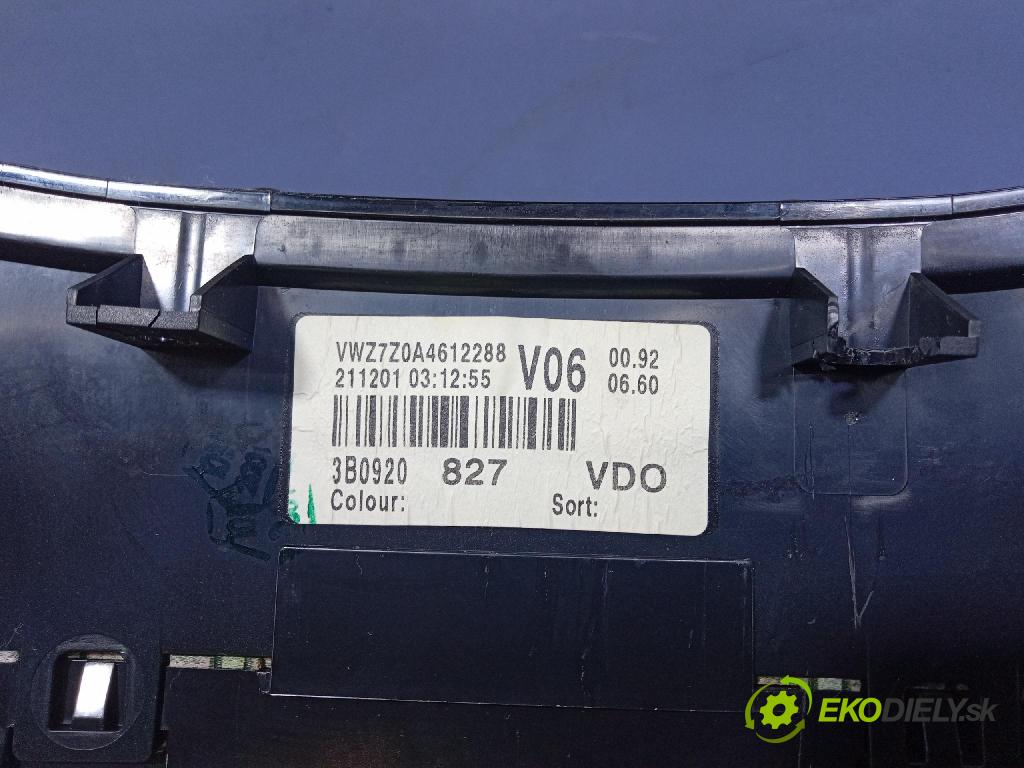 VWZ7Z0A4612288 V06 00.92
211201 03:12:55 06.60
3B0920 827 VDO
Colour: Sort:
EKODIELY.sk